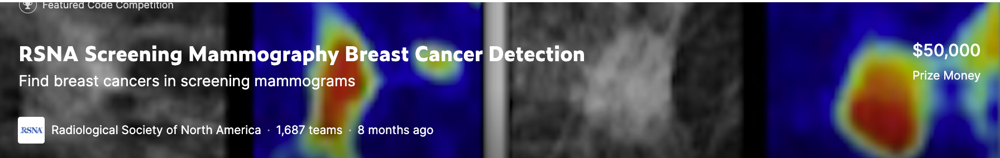 Featured Code Competition
RSNA Screening Mammography Breast Cancer Detection
$50,000
Find breast cancers in screening mammograms
Prize Money
RSNA
Radiological Society of North America · 1,687 teams · 8 months ago